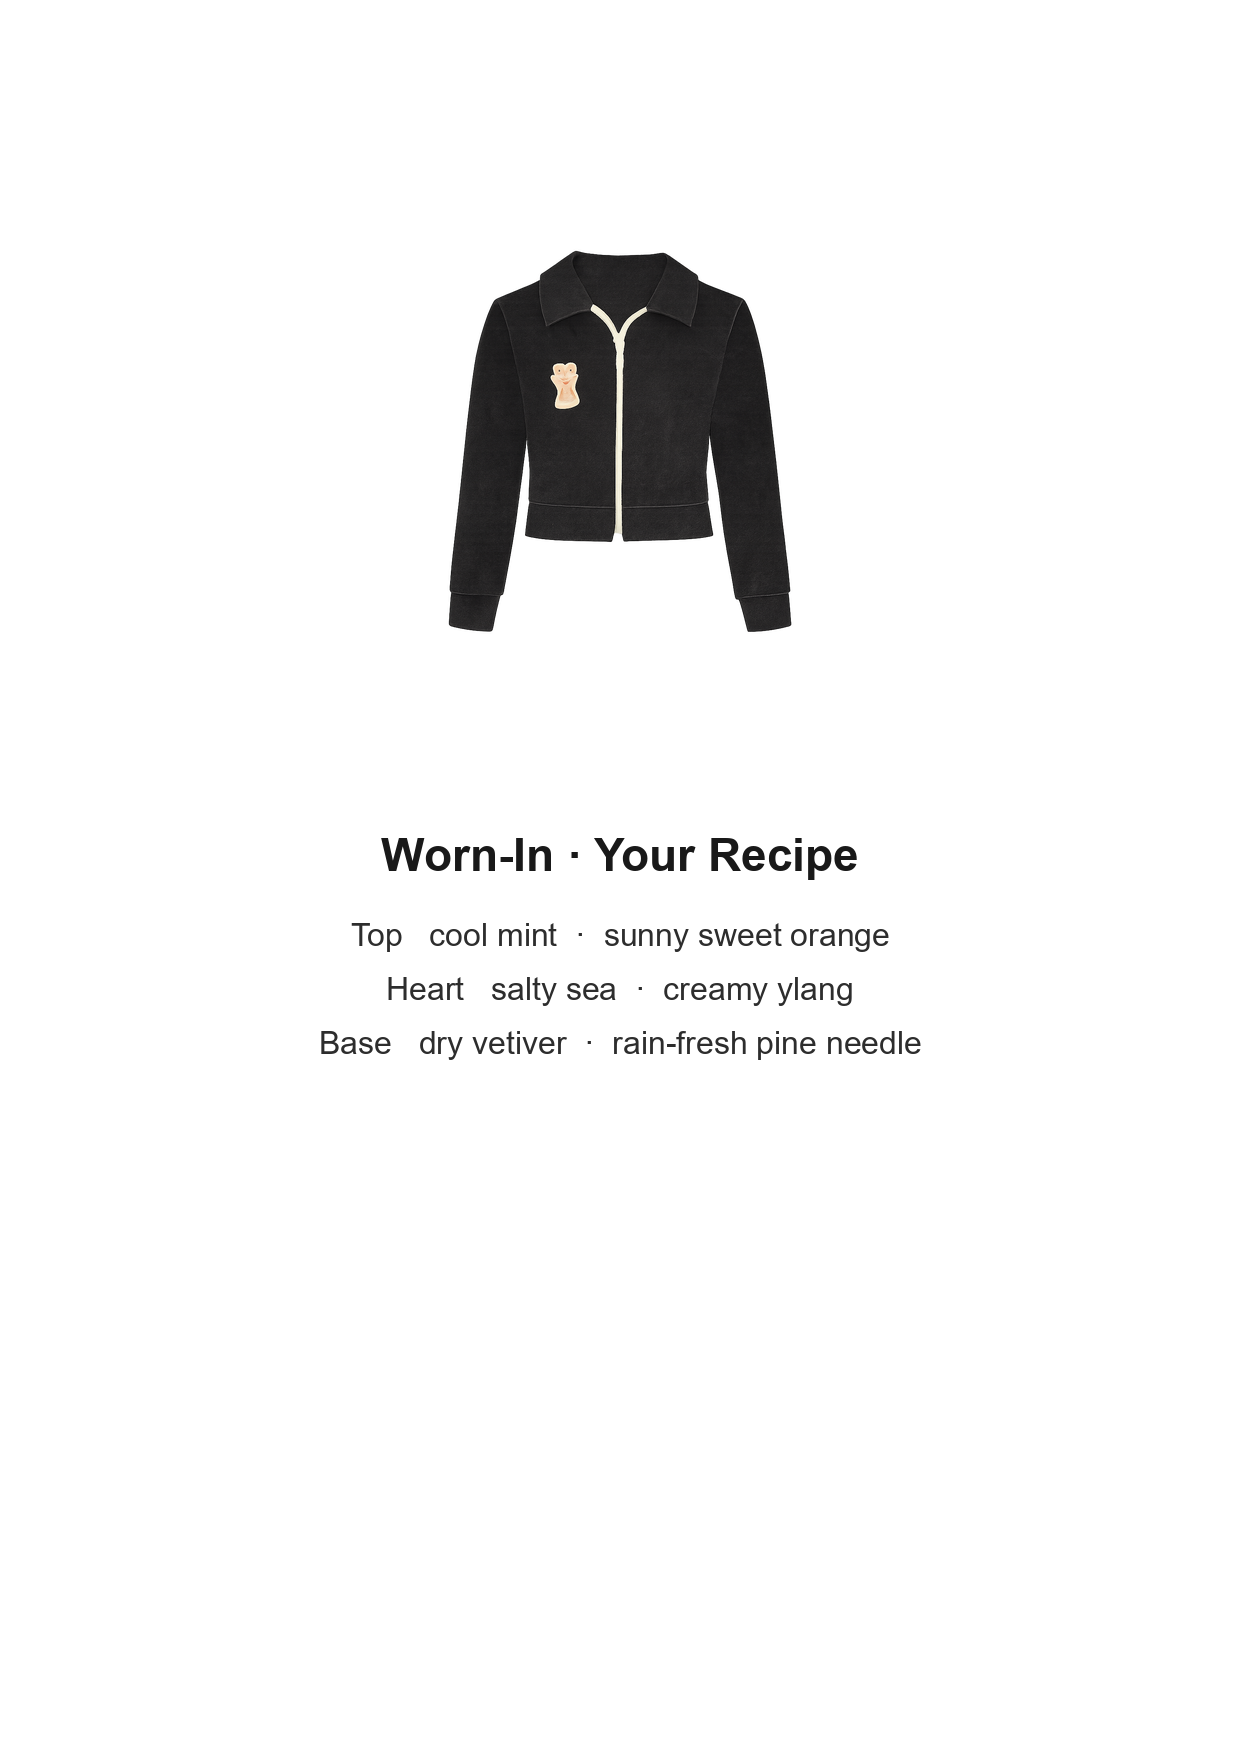 Worn-In · Your Recipe
Top cool mint · sunny sweet orange
Heart salty sea · creamy ylang
Base dry vetiver · rain-fresh pine needle